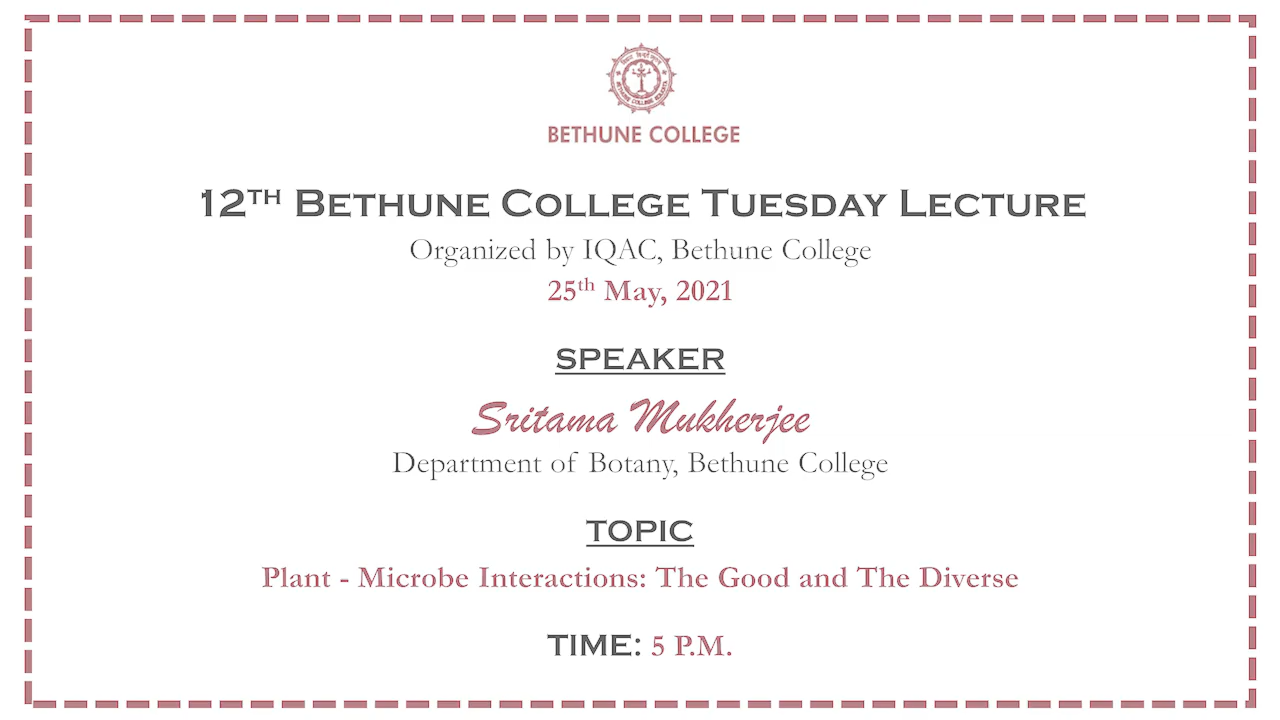 BETHUNE COLLEGE
12TH BETHUNE COLLEGE TUESDAY LECTURE
Organized by IQAC, Bethune College
25th May, 2021
SPEAKER
Sritama Mukherjee
Department of Botany, Bethune College
TOPIC
Plant - Microbe Interactions: The Good and The Diverse
TIME: 5 P.M.